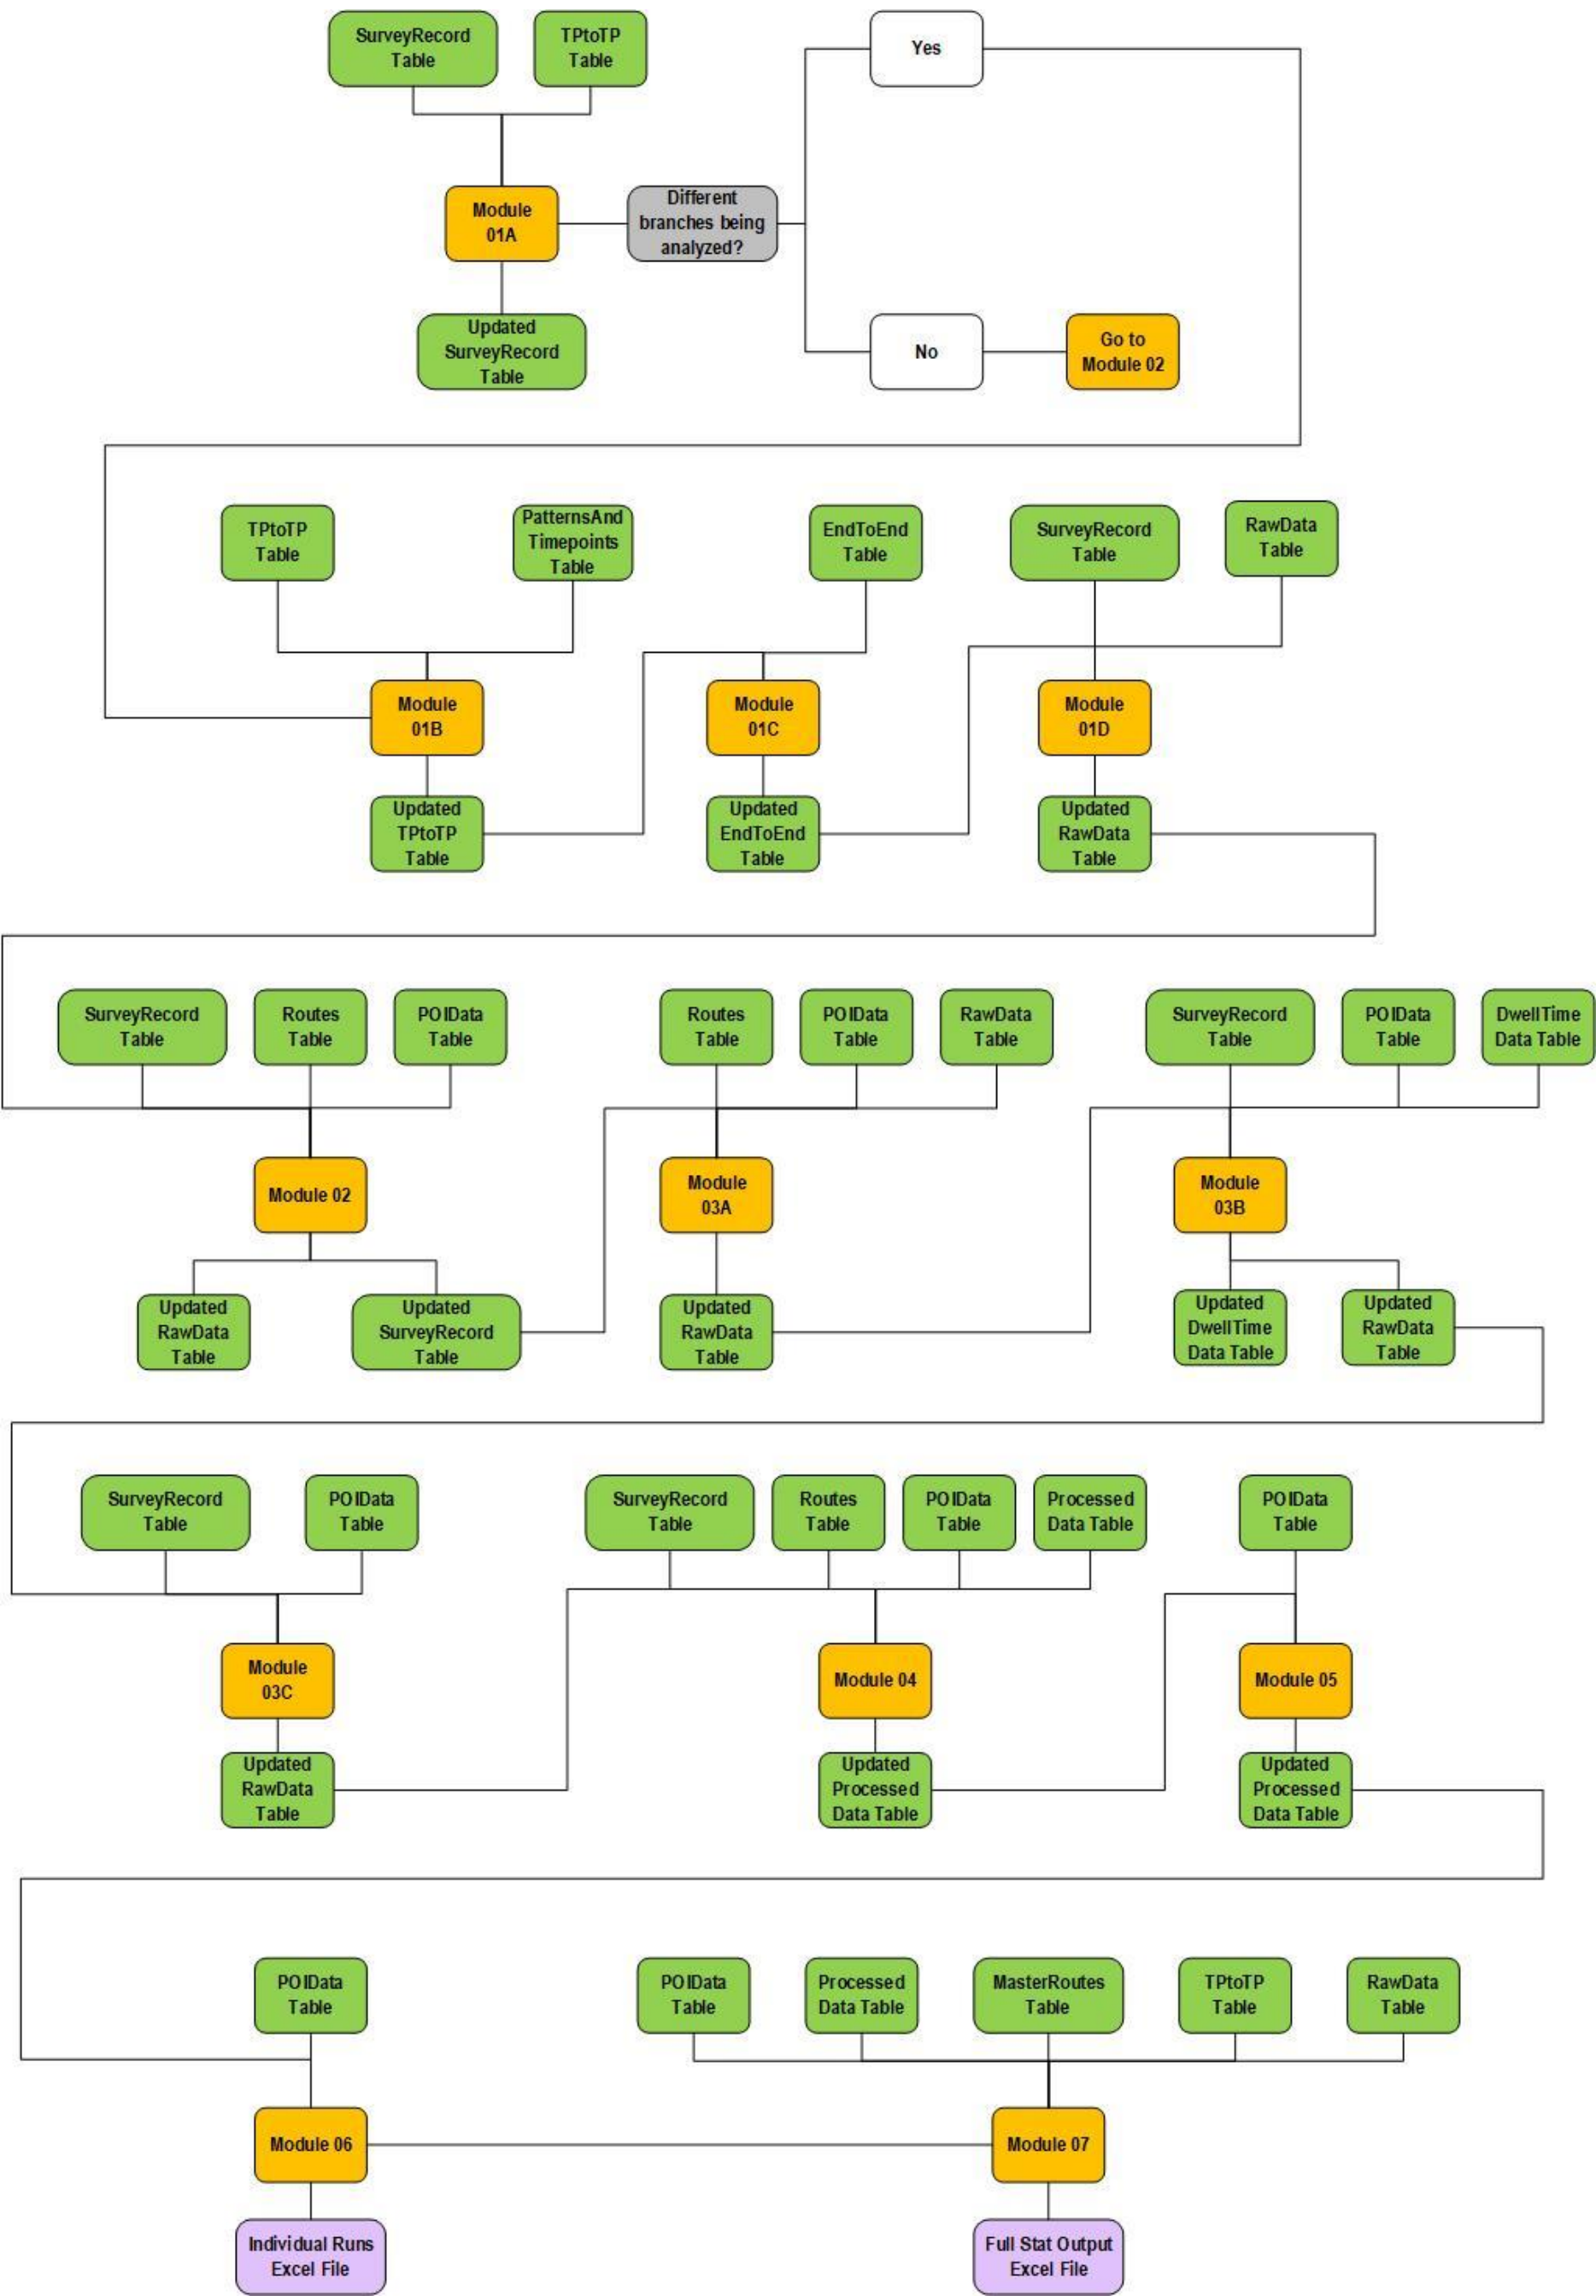 SurveyRecord
Table
TPtoTP
Table
Yes
Module
01A
Different
branches being
analyzed?
Updated
SurveyRecord
Table
No
Go to
Module 02
TPtoTP
Table
PatternsAnd
Timepoints
Table
EndToEnd
Table
SurveyRecord
Table
RawData
Table
Module
01B
Module
01C
Module
01D
Updated
TPtoTP
Table
Updated
EndToEnd
Table
Updated
RawData
Table
SurveyRecord
Table
Routes
Table
POIData
Table
Routes
Table
POIData
Table
RawData
Table
SurveyRecord
Table
POIData
Table
DwellTime
Data Table
Module 02
Module
03A
Module
03B
Updated
RawData
Table
Updated
SurveyRecord
Table
Updated
RawData
Table
Updated
DwellTime
Data Table
Updated
RawData
Table
SurveyRecord
Table
POIData
Table
SurveyRecord
Table
Routes
Table
POIData
Table
Processed
Data Table
POIData
Table
Module
03C
Module 04
Module 05
Updated
RawData
Table
Updated
Processed
Data Table
Updated
Processed
Data Table
POIData
Table
POIData
Table
Processed
Data Table
MasterRoutes
Table
TPtoTP
Table
RawData
Table
Module 06
Module 07
Individual Runs
Excel File
Full Stat Output
Excel File